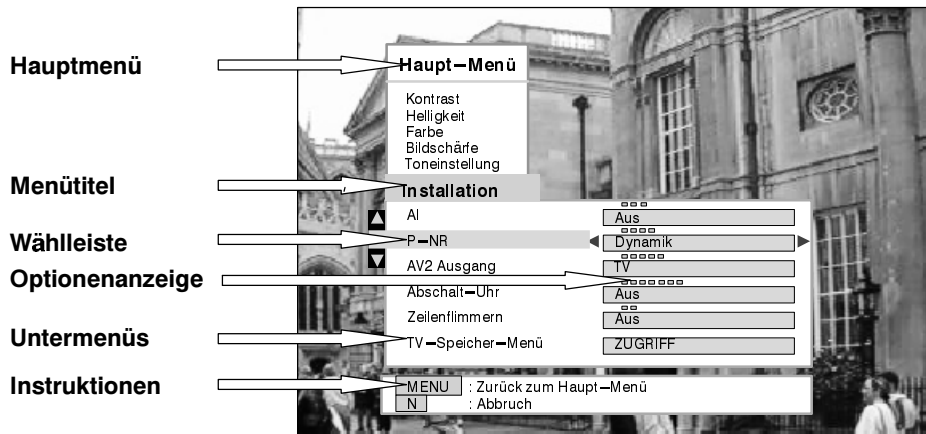 Hauptmenü
Haupt-Menü
Kontrast
Helligkeit
Farbe
Bildschärfe
Toneinstellung
Menütitel
Installation
AI
Aus
Wählleiste
P-NR
Dynamik
AV2 Ausgang
TV
Optionenanzeige
Abschalt-Uhr
Aus
Zeilenflimmern
Aus
Untermenüs
TV-Speicher-Menü
ZUGRIFF
Instruktionen
MENU : Zurück zum Haupt-Menü
N : Abbruch